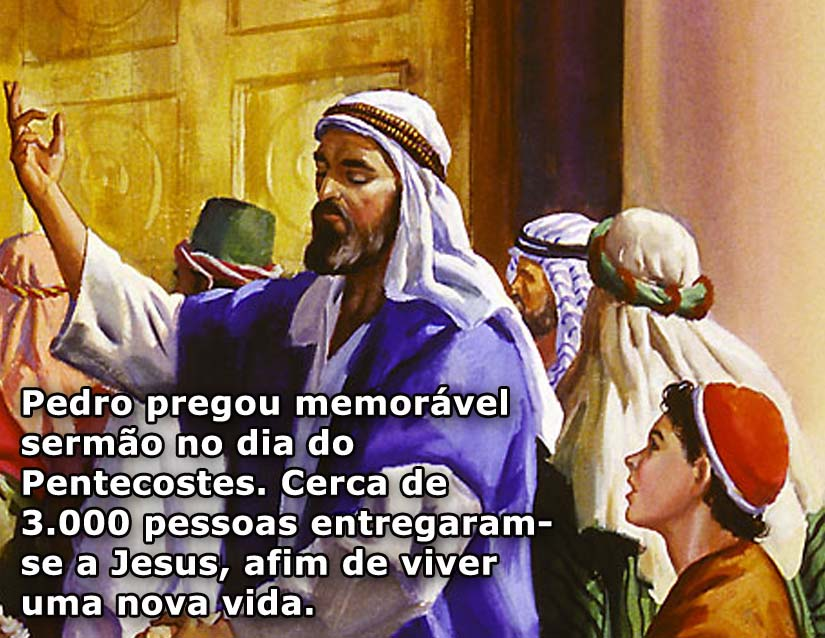 Pedro pregou memorável
sermão no dia do
Pentecostes. Cerca de
3.000 pessoas entregaram-
se a Jesus, afim de viver
uma nova vida.